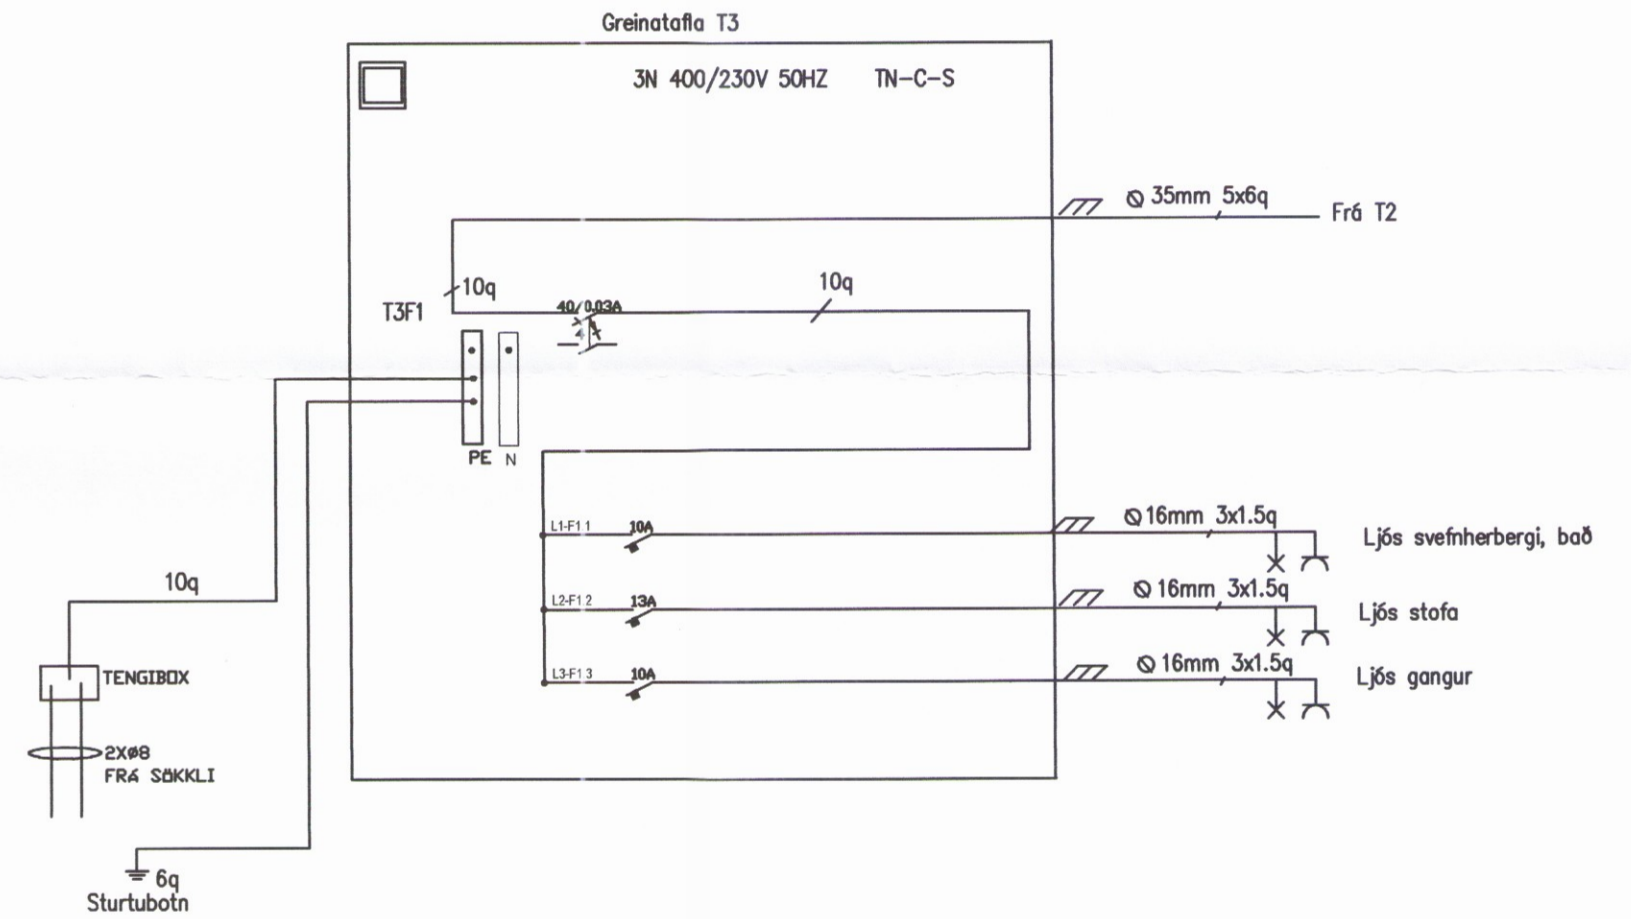 Greinatafla T3
3N 400/230V 50HZ TN-C-S
Ø 35mm 5x6q
Frá T2
10q
10q
T3F1
40/0.03A
4
PE N
L1-F1 1 10A
Ø 16mm 3x1.5q
Ljós svefnherbergi, bað
L2-F1 2 13A
Ø 16mm 3x1.5q
Ljós stofa
L3-F1 3 10A
Ø 16mm 3x1.5q
Ljós gangur
10q
TENGIBOX
2XØ8
FRÁ SÖKKLI
6q
Sturtubotn